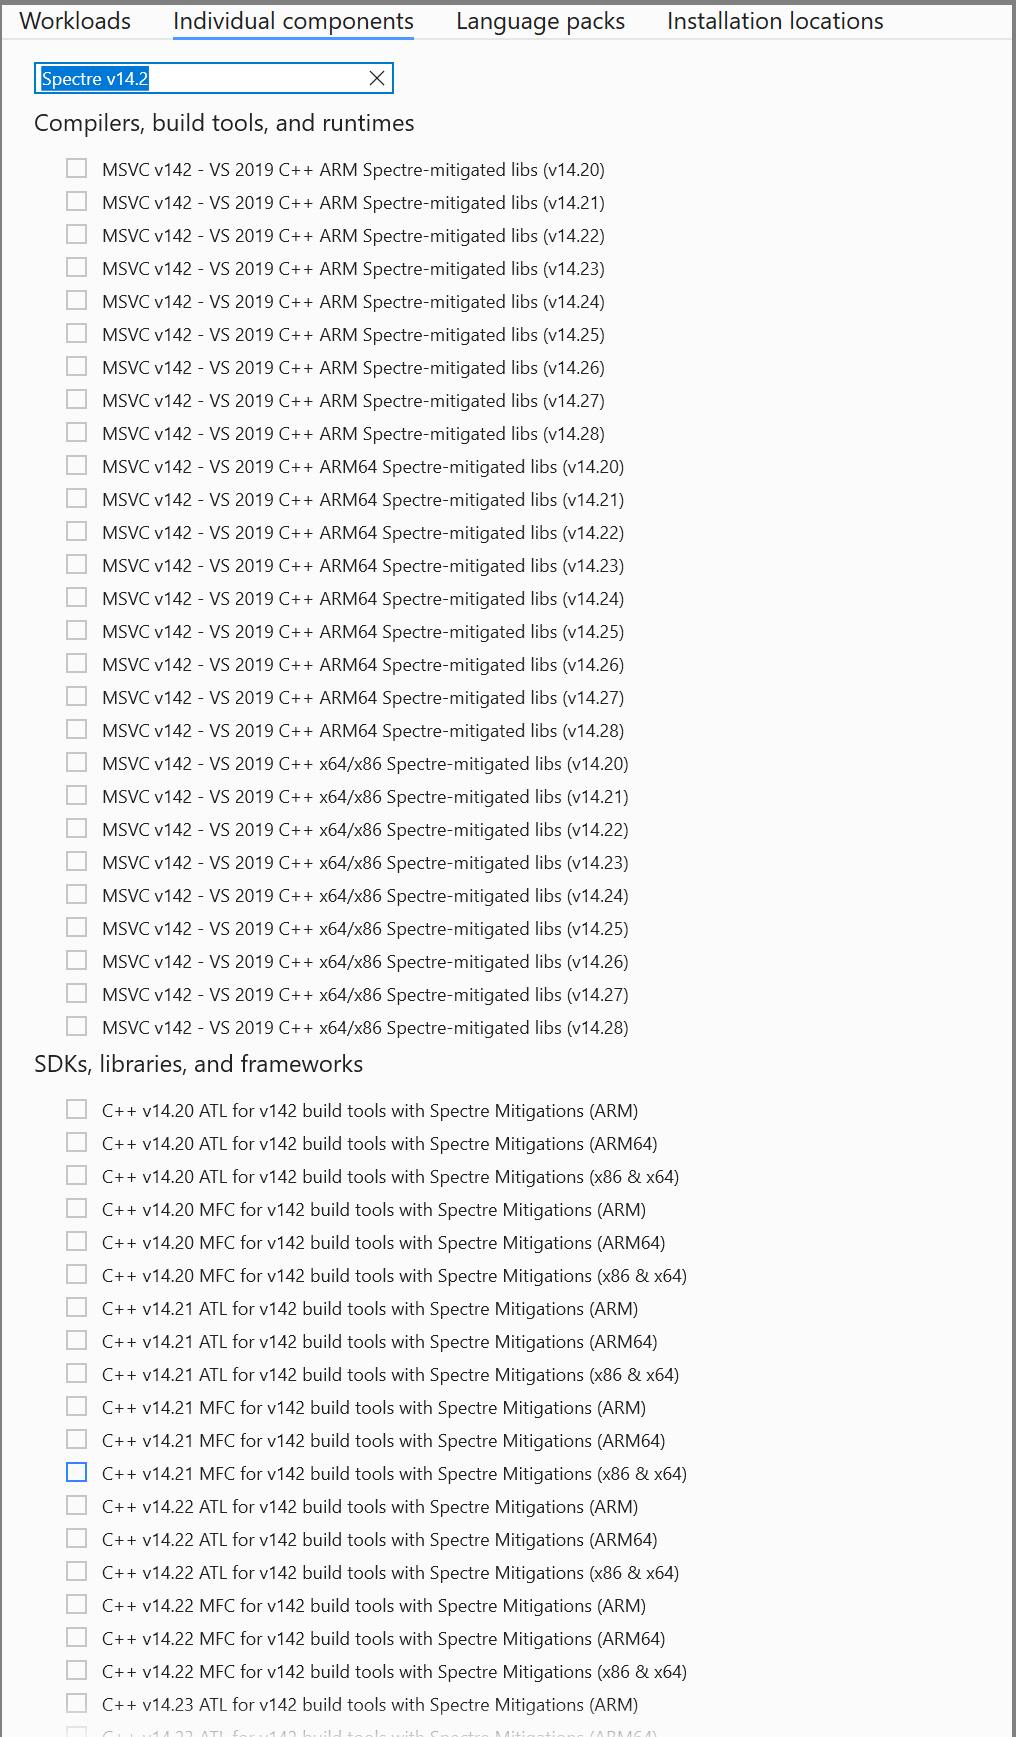 Workloads
Individual components
Language packs
Installation locations
Spectre v14.2
Compilers, build tools, and runtimes
MSVC v142 - VS 2019 C++ ARM Spectre-mitigated libs (v14.20)
MSVC v142 - VS 2019 C++ ARM Spectre-mitigated libs (v14.21)
MSVC v142 - VS 2019 C++ ARM Spectre-mitigated libs (v14.22)
MSVC v142 - VS 2019 C++ ARM Spectre-mitigated libs (v14.23)
MSVC v142 - VS 2019 C++ ARM Spectre-mitigated libs (v14.24)
MSVC v142 - VS 2019 C++ ARM Spectre-mitigated libs (v14.25)
MSVC v142 - VS 2019 C++ ARM Spectre-mitigated libs (v14.26)
MSVC v142 - VS 2019 C++ ARM Spectre-mitigated libs (v14.27)
MSVC v142 - VS 2019 C++ ARM Spectre-mitigated libs (v14.28)
MSVC v142 - VS 2019 C++ ARM64 Spectre-mitigated libs (v14.20)
MSVC v142 - VS 2019 C++ ARM64 Spectre-mitigated libs (v14.21)
MSVC v142 - VS 2019 C++ ARM64 Spectre-mitigated libs (v14.22)
MSVC v142 - VS 2019 C++ ARM64 Spectre-mitigated libs (v14.23)
MSVC v142 - VS 2019 C++ ARM64 Spectre-mitigated libs (v14.24)
MSVC v142 - VS 2019 C++ ARM64 Spectre-mitigated libs (v14.25)
MSVC v142 - VS 2019 C++ ARM64 Spectre-mitigated libs (v14.26)
MSVC v142 - VS 2019 C++ ARM64 Spectre-mitigated libs (v14.27)
MSVC v142 - VS 2019 C++ ARM64 Spectre-mitigated libs (v14.28)
MSVC v142 - VS 2019 C++ x64/x86 Spectre-mitigated libs (v14.20)
MSVC v142 - VS 2019 C++ x64/x86 Spectre-mitigated libs (v14.21)
MSVC v142 - VS 2019 C++ x64/x86 Spectre-mitigated libs (v14.22)
MSVC v142 - VS 2019 C++ x64/x86 Spectre-mitigated libs (v14.23)
MSVC v142 - VS 2019 C++ x64/x86 Spectre-mitigated libs (v14.24)
MSVC v142 - VS 2019 C++ x64/x86 Spectre-mitigated libs (v14.25)
MSVC v142 - VS 2019 C++ x64/x86 Spectre-mitigated libs (v14.26)
MSVC v142 - VS 2019 C++ x64/x86 Spectre-mitigated libs (v14.27)
MSVC v142 - VS 2019 C++ x64/x86 Spectre-mitigated libs (v14.28)
SDKs, libraries, and frameworks
C++ v14.20 ATL for v142 build tools with Spectre Mitigations (ARM)
C++ v14.20 ATL for v142 build tools with Spectre Mitigations (ARM64)
C++ v14.20 ATL for v142 build tools with Spectre Mitigations (x86 & x64)
C++ v14.20 MFC for v142 build tools with Spectre Mitigations (ARM)
C++ v14.20 MFC for v142 build tools with Spectre Mitigations (ARM64)
C++ v14.20 MFC for v142 build tools with Spectre Mitigations (x86 & x64)
C++ v14.21 ATL for v142 build tools with Spectre Mitigations (ARM)
C++ v14.21 ATL for v142 build tools with Spectre Mitigations (ARM64)
C++ v14.21 ATL for v142 build tools with Spectre Mitigations (x86 & x64)
C++ v14.21 MFC for v142 build tools with Spectre Mitigations (ARM)
C++ v14.21 MFC for v142 build tools with Spectre Mitigations (ARM64)
C++ v14.21 MFC for v142 build tools with Spectre Mitigations (x86 & x64)
C++ v14.22 ATL for v142 build tools with Spectre Mitigations (ARM)
C++ v14.22 ATL for v142 build tools with Spectre Mitigations (ARM64)
C++ v14.22 ATL for v142 build tools with Spectre Mitigations (x86 & x64)
C++ v14.22 MFC for v142 build tools with Spectre Mitigations (ARM)
C++ v14.22 MFC for v142 build tools with Spectre Mitigations (ARM64)
C++ v14.22 MFC for v142 build tools with Spectre Mitigations (x86 & x64)
C++ v14.23 ATL for v142 build tools with Spectre Mitigations (ARM)
C++ v14.23 ATL for v142 build tools with Spectre Mitigations (ARM64)